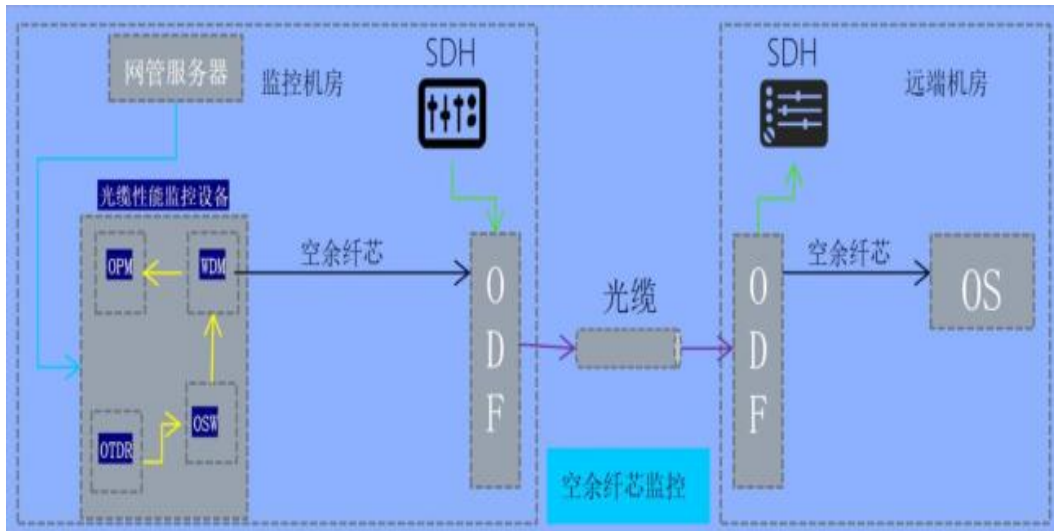 网管服务器
监控机房
SDH
SDH
远端机房
光缆性能监控设备
OPM
WDM
空余纤芯
OTDR
OSW
O
D
F
光缆
O
D
F
空余纤芯
OS
空余纤芯监控